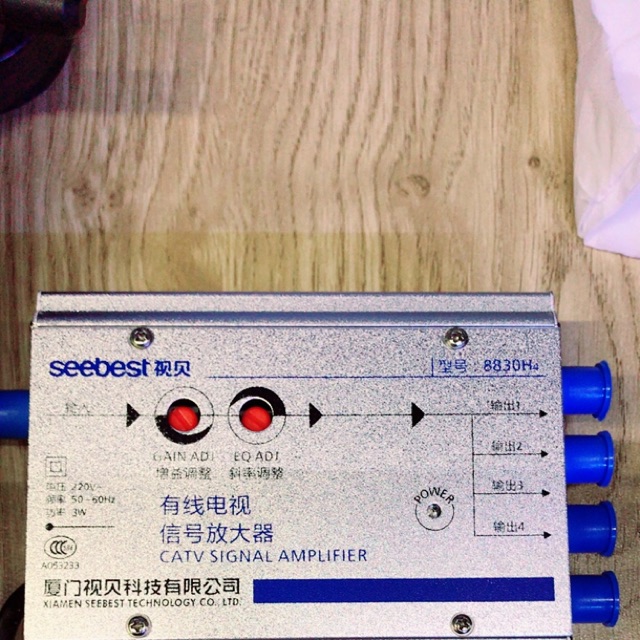 seebest 视贝
型号 8830H4
输入
输出1
输出2
输出3
输出4
GAIN ADJ
增益调整
EQ ADJ
斜率调整
电压 220V~
频率 50-60Hz
功率 3W
POWER
有线电视
信号放大器
CATV SIGNAL AMPLIFIER
CCC
A053233
厦门视贝科技有限公司
XIAMEN SEEBEST TECHNOLOGY CO., LTD.